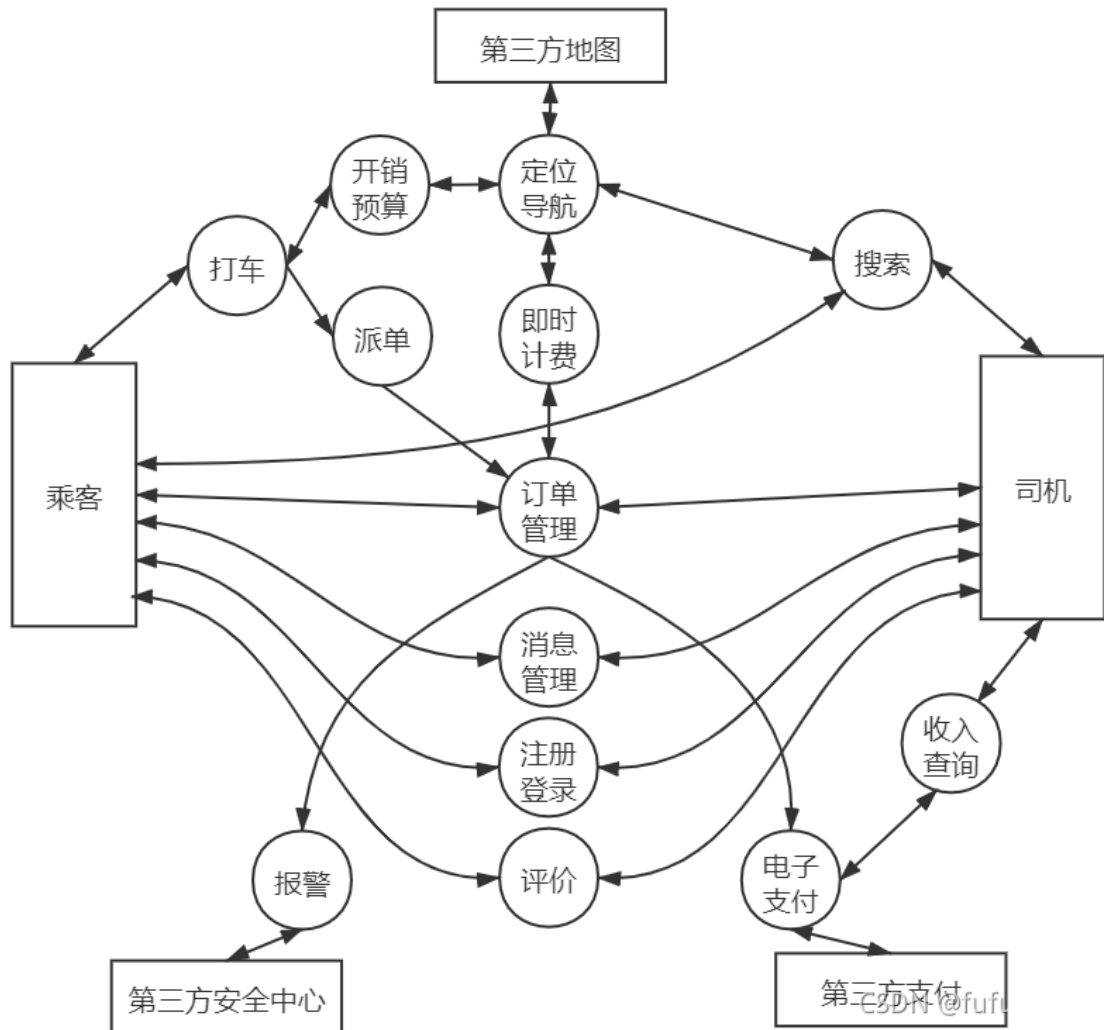 第三方地图
开销
预算
定位
导航
打车
搜索
派单
即时
计费
乘客
订单
管理
司机
消息
管理
收入
查询
注册
登录
报警
评价
电子
支付
第三方安全中心
第三方支付
CSDN @fufu